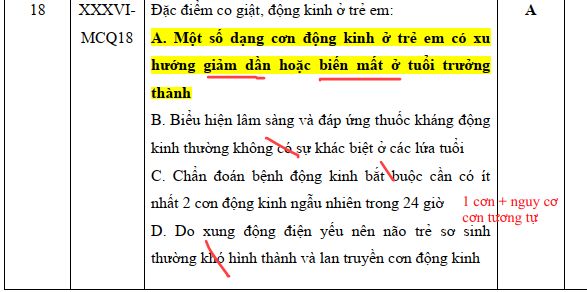 18 XXXVI- Đặc điểm co giật, động kinh ở trẻ em: A
MCQ18 A. Một số dạng cơn động kinh ở trẻ em có xu
hướng giảm dần hoặc biến mất ở tuổi trưởng
thành
B. Biểu hiện lâm sàng và đáp ứng thuốc kháng động
kinh thường không có sự khác biệt ở các lứa tuổi
C. Chẩn đoán bệnh động kinh bắt buộc cần có ít
nhất 2 cơn động kinh ngẫu nhiên trong 24 giờ 1 cơn + nguy cơ
cơn tương tự
D. Do xung động điện yếu nên não trẻ sơ sinh
thường khó hình thành và lan truyền cơn động kinh